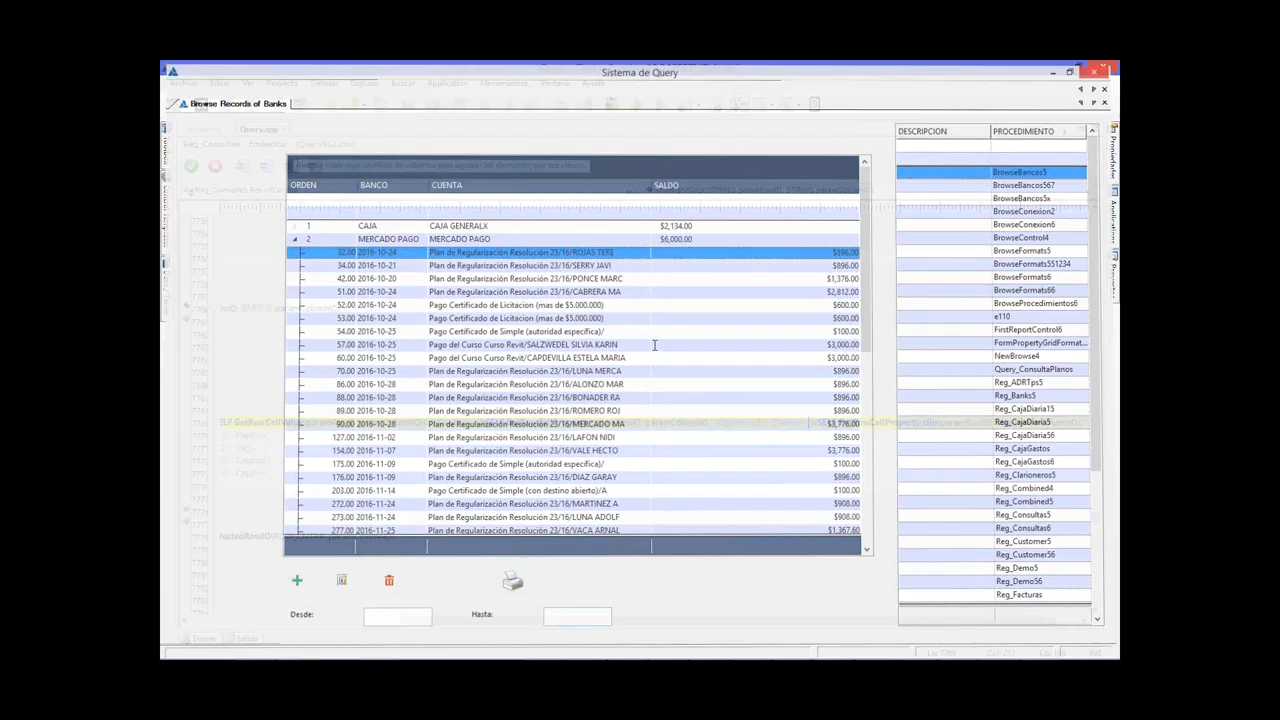 Sistema de Query
Browse Records of Banks
ORDEN BANCO CUENTA SALDO
1 CAJA CAJA GENERALX $2,134.00
2 MERCADO PAGO MERCADO PAGO $6,000.00
32.00 2016-10-24 Plan de Regularización Resolución 23/16/ROJAS TERE $896.00
34.00 2016-10-21 Plan de Regularización Resolución 23/16/SERRY JAVI $896.00
42.00 2016-10-20 Plan de Regularización Resolución 23/16/PONCE MARC $1,376.00
51.00 2016-10-24 Plan de Regularización Resolución 23/16/CABRERA MA $2,812.00
52.00 2016-10-24 Pago Certificado de Licitacion (mas de $5.000.000) $600.00
53.00 2016-10-24 Pago Certificado de Licitacion (mas de $5.000.000) $600.00
54.00 2016-10-25 Pago Certificado de Simple (autoridad específica)/ $100.00
57.00 2016-10-25 Pago del Curso Curso Revit/SALZWEDEL SILVIA KARIN $3,000.00
60.00 2016-10-25 Pago del Curso Curso Revit/CAPDEVILLA ESTELA MARIA $3,000.00
70.00 2016-10-25 Plan de Regularización Resolución 23/16/LUNA MERCA $896.00
86.00 2016-10-28 Plan de Regularización Resolución 23/16/ALONZO MAR $896.00
88.00 2016-10-28 Plan de Regularización Resolución 23/16/BONADER RA $896.00
89.00 2016-10-28 Plan de Regularización Resolución 23/16/ROMERO ROJ $896.00
90.00 2016-10-28 Plan de Regularización Resolución 23/16/MERCADO MA $3,776.00
127.00 2016-11-02 Plan de Regularización Resolución 23/16/LAFON NIDI $896.00
154.00 2016-11-07 Plan de Regularización Resolución 23/16/VALE HECTO $3,776.00
175.00 2016-11-09 Pago Certificado de Simple (autoridad específica)/ $100.00
176.00 2016-11-09 Plan de Regularización Resolución 23/16/DIAZ GARAY $896.00
203.00 2016-11-14 Pago Certificado de Simple (con destino abierto)/A $100.00
272.00 2016-11-24 Plan de Regularización Resolución 23/16/MARTINEZ A $908.00
273.00 2016-11-24 Plan de Regularización Resolución 23/16/LUNA ADOLF $908.00
277.00 2016-11-25 Plan de Regularización Resolución 23/16/VACA ARNAL $1,367.60
Desde: Hasta:
DESCRIPCION PROCEDIMIENTO
BrowseBancos5
BrowseBancos567
BrowseBancos5x
BrowseConexion2
BrowseConexion6
BrowseControl4
BrowseFormats5
BrowseFormats551234
BrowseFormats6
BrowseFormats66
BrowseProcedimientos6
e110
FirstReportControl6
FormPropertyGridFormat...
NewBrowse4
Query_ConsultaPlanos
Reg_ADRTps5
Reg_Banks5
Reg_CajaDiaria15
Reg_CajaDiaria5
Reg_CajaDiaria56
Reg_CajaGastos
Reg_CajaGastos6
Reg_Clarioneros5
Reg_Combined4
Reg_Combined5
Reg_Consultas5
Reg_Consultas6
Reg_Customer5
Reg_Customer56
Reg_Demo5
Reg_Demo56
Reg_Facturas